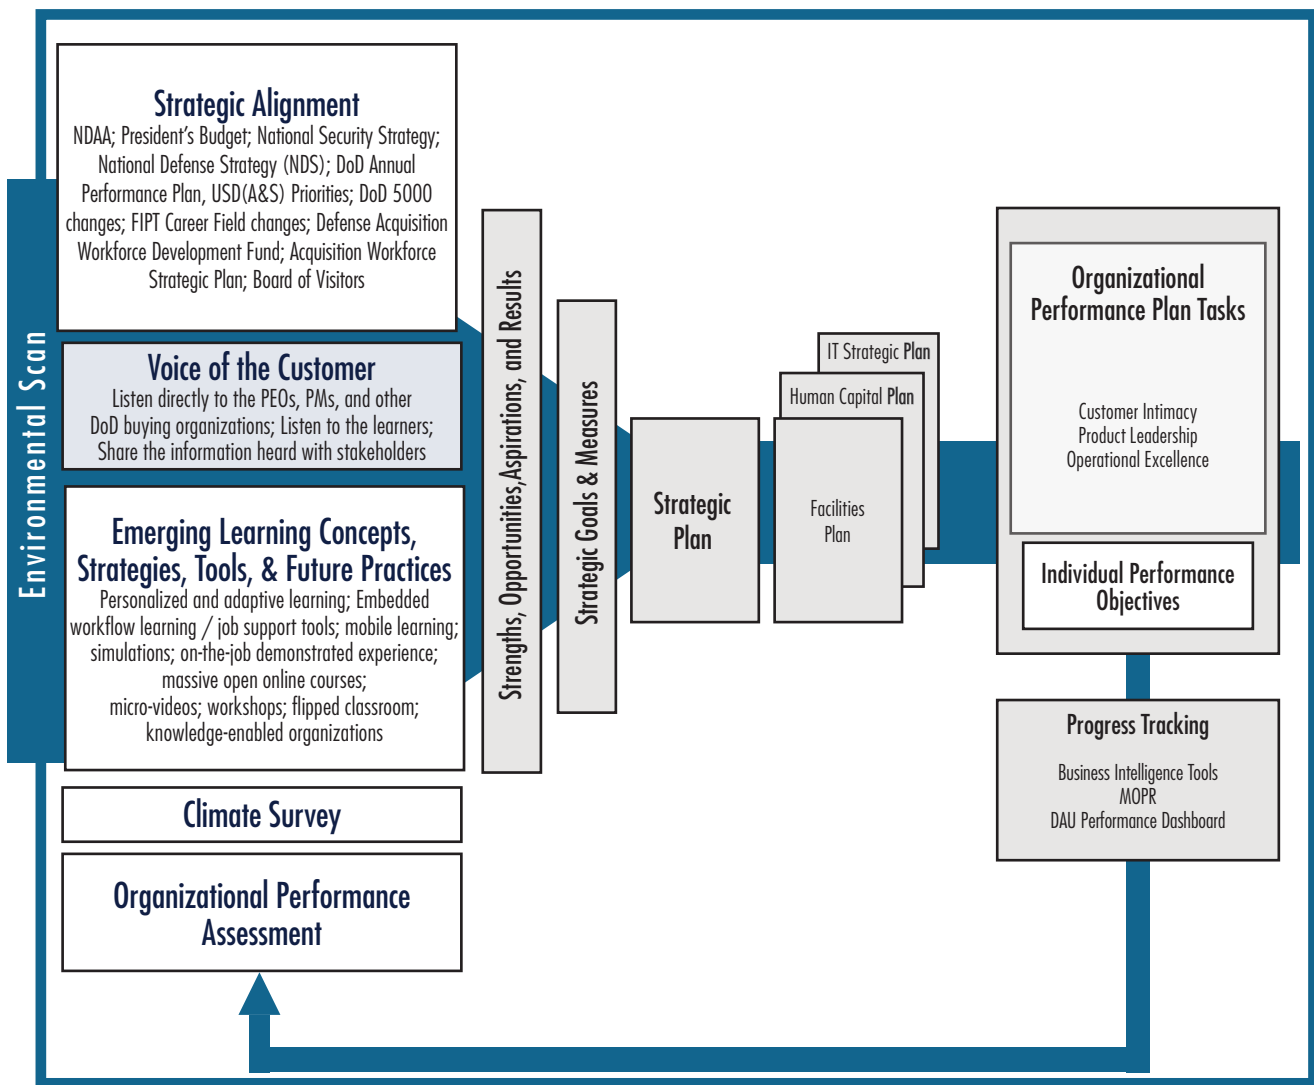 Environmental Scan
Strategic Alignment
NDAA; President’s Budget; National Security Strategy;
National Defense Strategy (NDS); DoD Annual
Performance Plan, USD(A&S) Priorities; DoD 5000
changes; FIPT Career Field changes; Defense Acquisition
Workforce Development Fund; Acquisition Workforce
Strategic Plan; Board of Visitors
Voice of the Customer
Listen directly to the PEOs, PMs, and other
DoD buying organizations; Listen to the learners;
Share the information heard with stakeholders
Emerging Learning Concepts,
Strategies, Tools, & Future Practices
Personalized and adaptive learning; Embedded
workflow learning / job support tools; mobile learning;
simulations; on-the-job demonstrated experience;
massive open online courses;
micro-videos; workshops; flipped classroom;
knowledge-enabled organizations
Climate Survey
Organizational Performance
Assessment
Strengths, Opportunities,Aspirations, and Results
Strategic Goals & Measures
Strategic
Plan
IT Strategic Plan
Human Capital Plan
Facilities
Plan
Organizational
Performance Plan Tasks
Customer Intimacy
Product Leadership
Operational Excellence
Individual Performance
Objectives
Progress Tracking
Business Intelligence Tools
MOPR
DAU Performance Dashboard